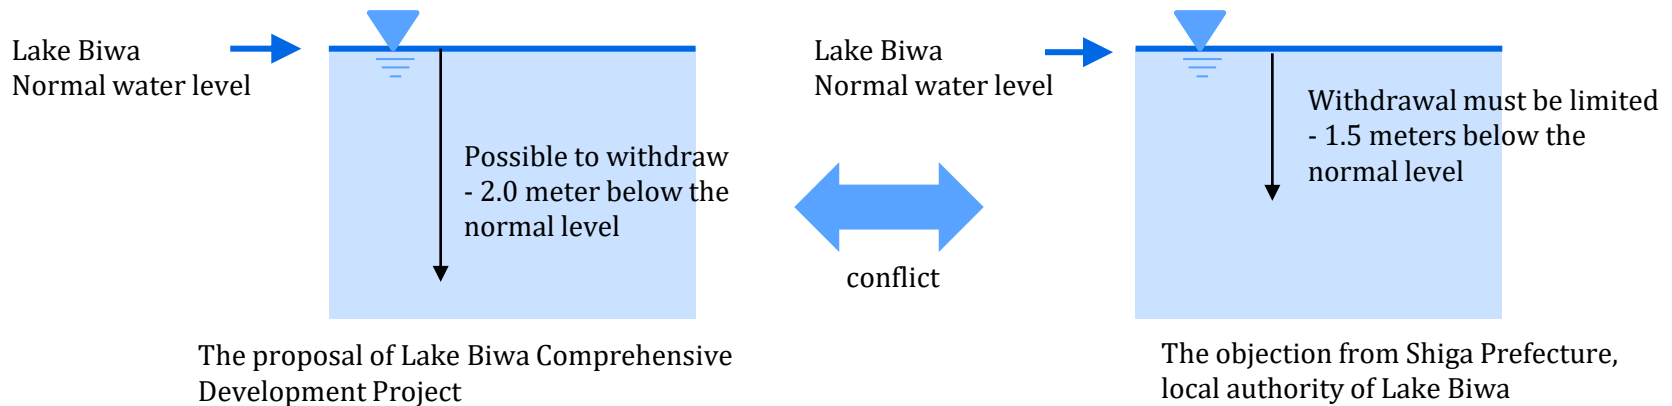 Lake Biwa
Normal water level
Possible to withdraw
- 2.0 meter below the
normal level
The proposal of Lake Biwa Comprehensive
Development Project
conflict
Lake Biwa
Normal water level
Withdrawal must be limited
- 1.5 meters below the
normal level
The objection from Shiga Prefecture,
local authority of Lake Biwa